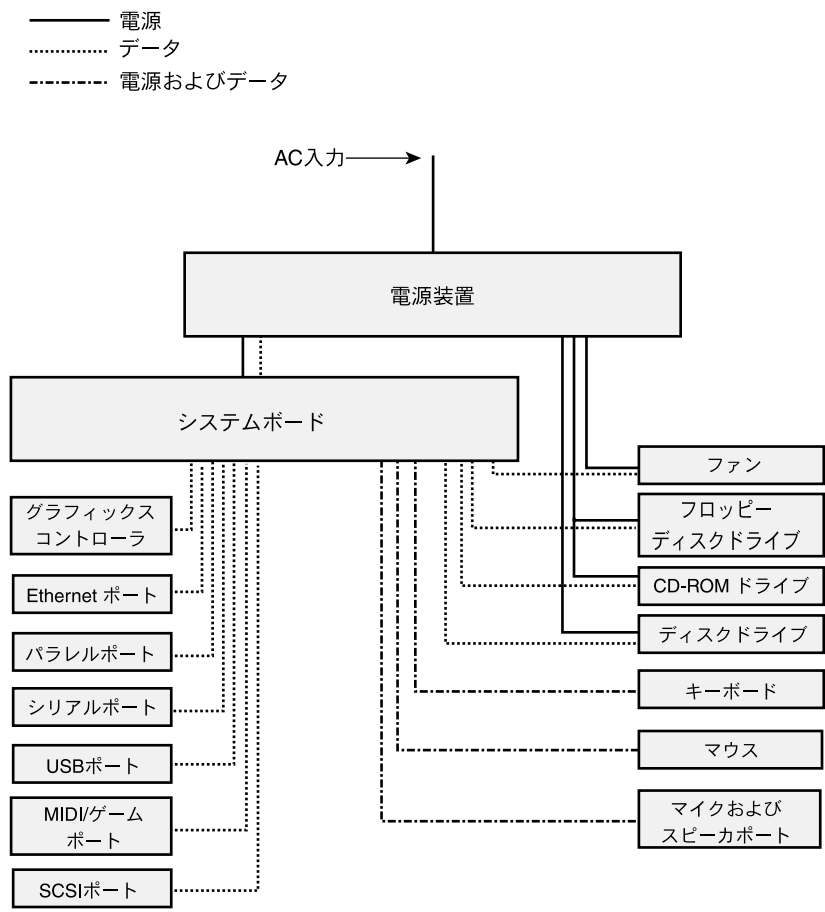 電源
データ
電源およびデータ
AC入力
電源装置
システムボード
グラフィックス
コントローラ
Ethernet ポート
パラレルポート
シリアルポート
USBポート
MIDI/ゲーム
ポート
SCSIポート
ファン
フロッピー
ディスクドライブ
CD-ROM ドライブ
ディスクドライブ
キーボード
マウス
マイクおよび
スピーカポート